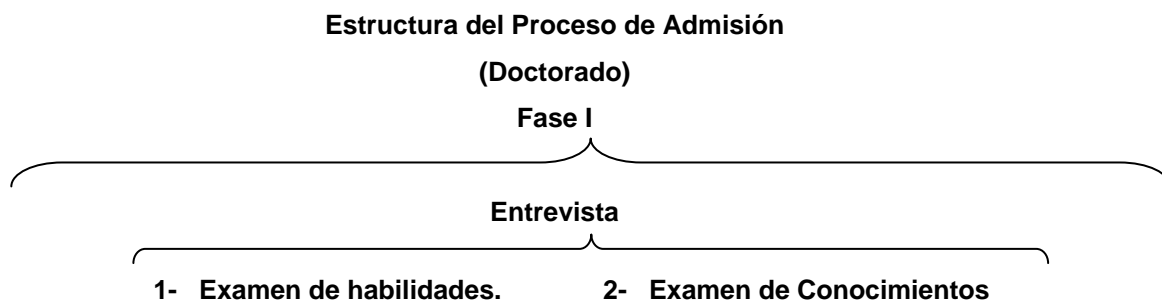 Estructura del Proceso de Admisión
(Doctorado)
Fase I
Entrevista
1- Examen de habilidades. 2- Examen de Conocimientos